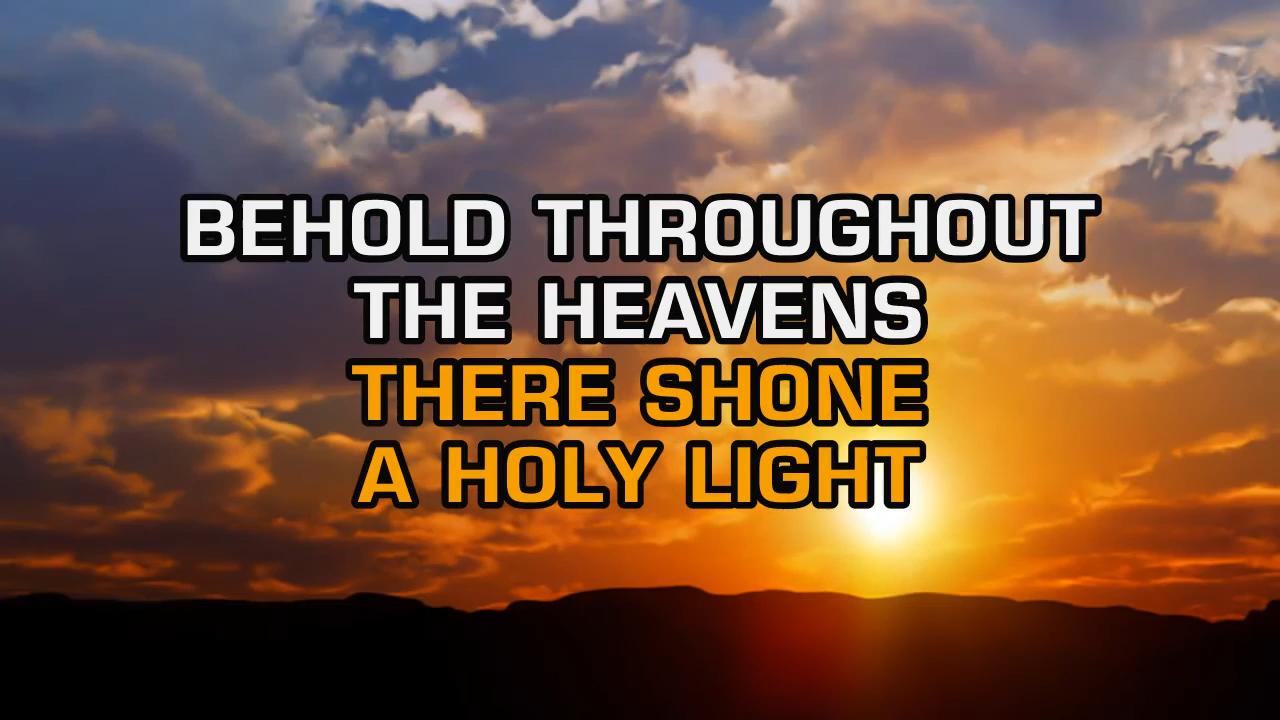 BEHOLD THROUGHOUT
THE HEAVENS
THERE SHONE
A HOLY LIGHT